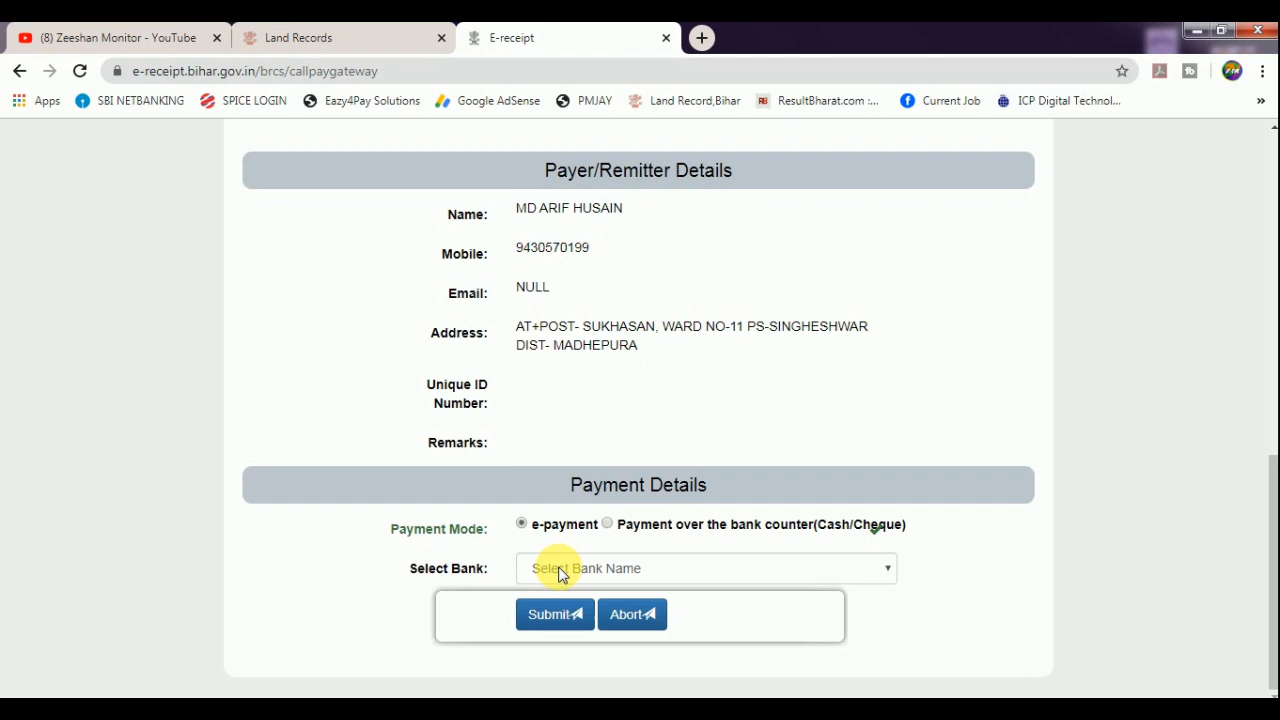 (8) Zeeshan Monitor - YouTube
Land Records
E-receipt
e-receipt.bihar.gov.in/brcs/callpaygateway
Apps
SBI NETBANKING
SPICE LOGIN
Eazy4Pay Solutions
Google AdSense
PMJAY
Land Record,Bihar
RB
ResultBharat.com :...
Current Job
ICP Digital Technol...
»
Payer/Remitter Details
Name: MD ARIF HUSAIN
Mobile: 9430570199
Email: NULL
Address: AT+POST- SUKHASAN, WARD NO-11 PS-SINGHESHWAR
DIST- MADHEPURA
Unique ID
Number:
Remarks:
Payment Details
Payment Mode: e-payment Payment over the bank counter(Cash/Cheque)
Select Bank: Select Bank Name
Submit Abort